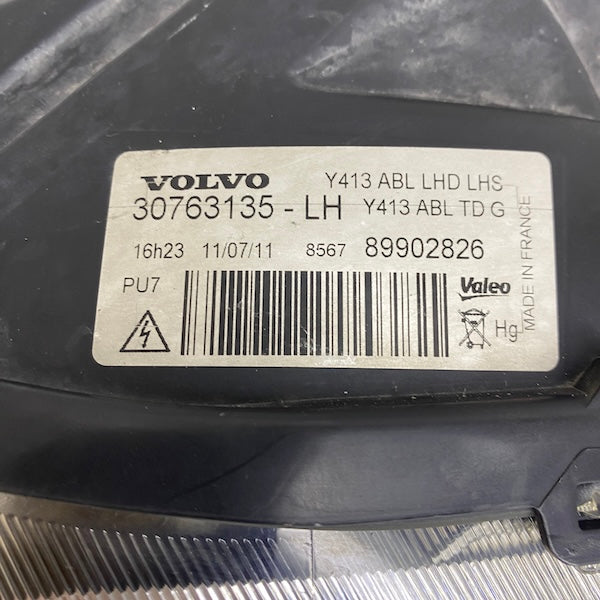 VOLVO Y413 ABL LHD LHS
30763135 - LH Y413 ABL TD G
16h23 11/07/11 8567 89902826
PU7 Valeo
Hg
MADE IN FRANCE